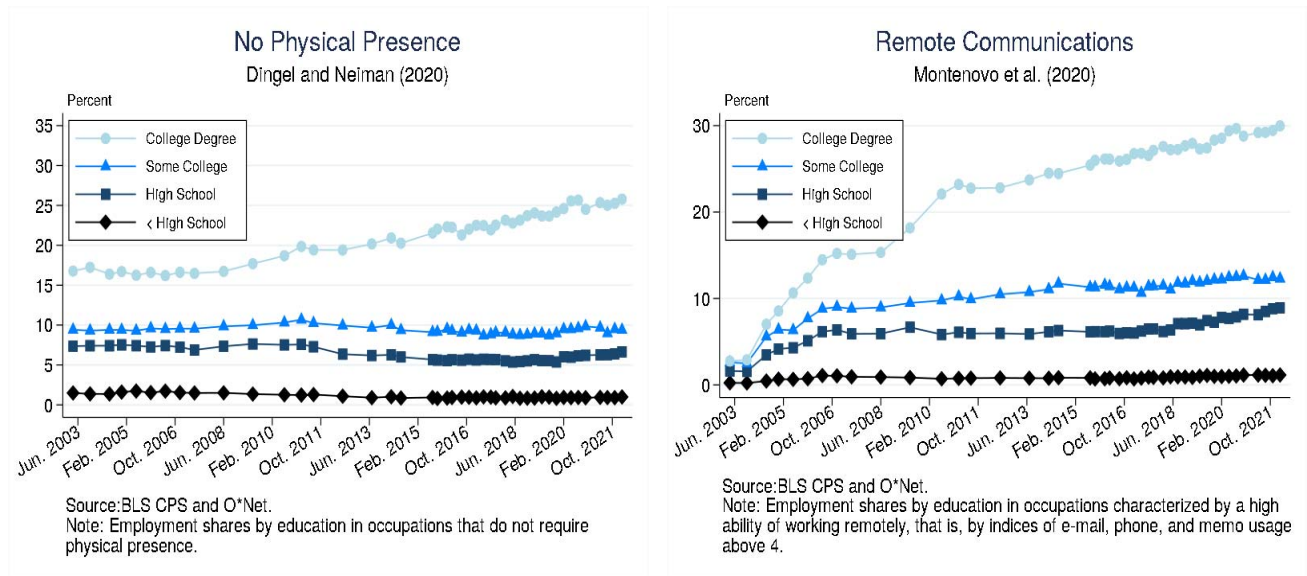 No Physical Presence
Dingel and Neiman (2020)
Percent
35
30
25
20
15
10
5
0
College Degree
Some College
High School
< High School
Jun. 2003
Feb. 2005
Oct. 2006
Jun. 2008
Feb. 2010
Oct. 2011
Jun. 2013
Feb. 2015
Oct. 2016
Jun. 2018
Feb. 2020
Oct. 2021
Source:BLS CPS and O*Net.
Note: Employment shares by education in occupations that do not require
physical presence.
Remote Communications
Montenovo et al. (2020)
Percent
30
20
10
0
College Degree
Some College
High School
< High School
Jun. 2003
Feb. 2005
Oct. 2006
Jun. 2008
Feb. 2010
Oct. 2011
Jun. 2013
Feb. 2015
Oct. 2016
Jun. 2018
Feb. 2020
Oct. 2021
Source:BLS CPS and O*Net.
Note: Employment shares by education in occupations characterized by a high
ability of working remotely, that is, by indices of e-mail, phone, and memo usage
above 4.